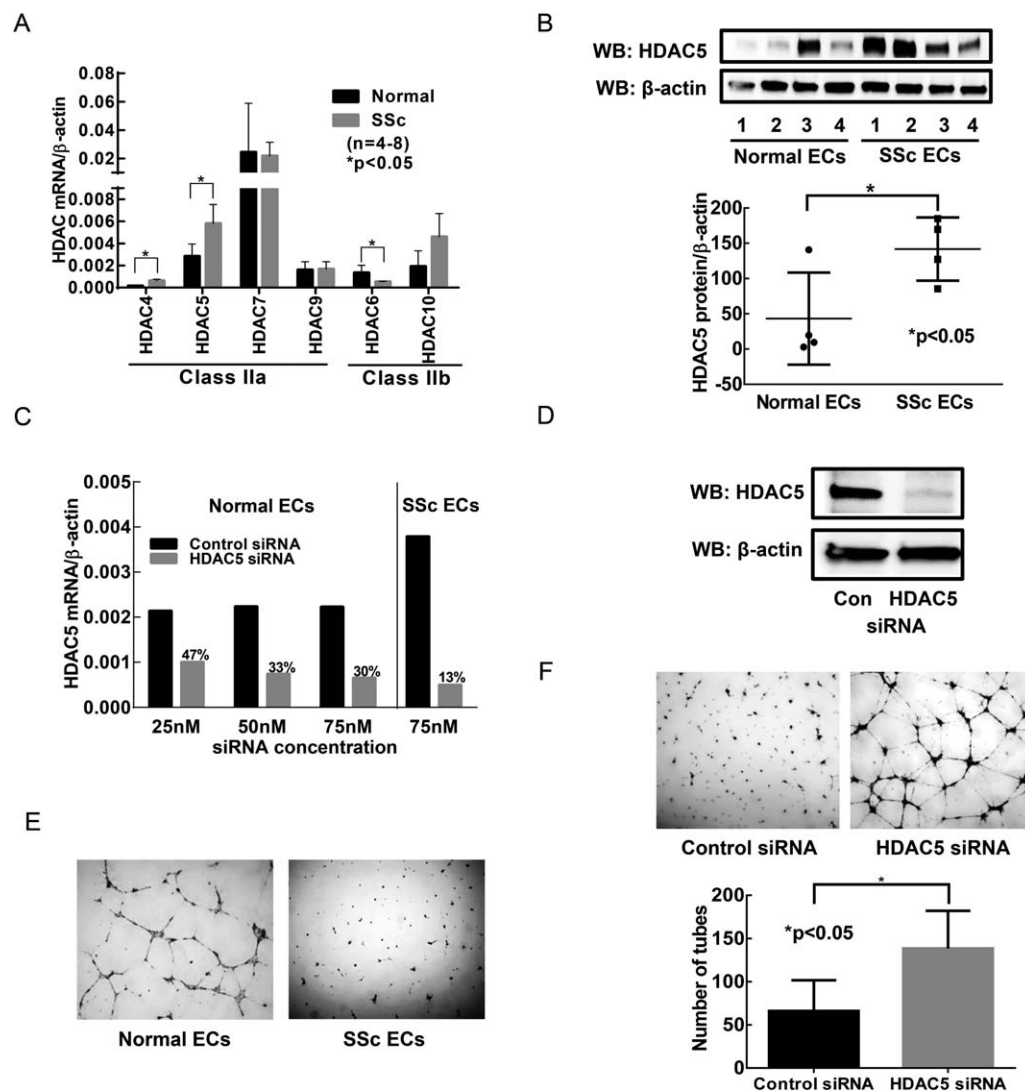 A
HDAC mRNA/β-actin
0.08
0.06
0.04
0.02
0.008
0.006
0.004
0.002
0.000
Normal
SSc
(n=4-8)
*p<0.05
*
*
*
HDAC4
HDAC5
HDAC7
HDAC9
HDAC6
HDAC10
Class IIa
Class IIb
B
WB: HDAC5
WB: β-actin
1 2 3 4 1 2 3 4
Normal ECs SSc ECs
HDAC5 protein/β-actin
200
150
100
50
0
-50
*
*p<0.05
Normal ECs SSc ECs
C
HDAC5 mRNA/β-actin
0.005
0.004
0.003
0.002
0.001
0.000
Normal ECs
SSc ECs
Control siRNA
HDAC5 siRNA
47%
33%
30%
13%
25nM 50nM 75nM 75nM
siRNA concentration
D
WB: HDAC5
WB: β-actin
Con HDAC5
siRNA
E
Normal ECs SSc ECs
F
Control siRNA HDAC5 siRNA
Number of tubes
200
150
100
50
0
*
*p<0.05
Control siRNA HDAC5 siRNA